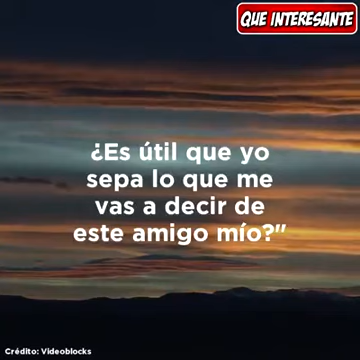 QUE INTERESANTE
¿Es útil que yo
sepa lo que me
vas a decir de
este amigo mío?"
Crédito: Videoblocks